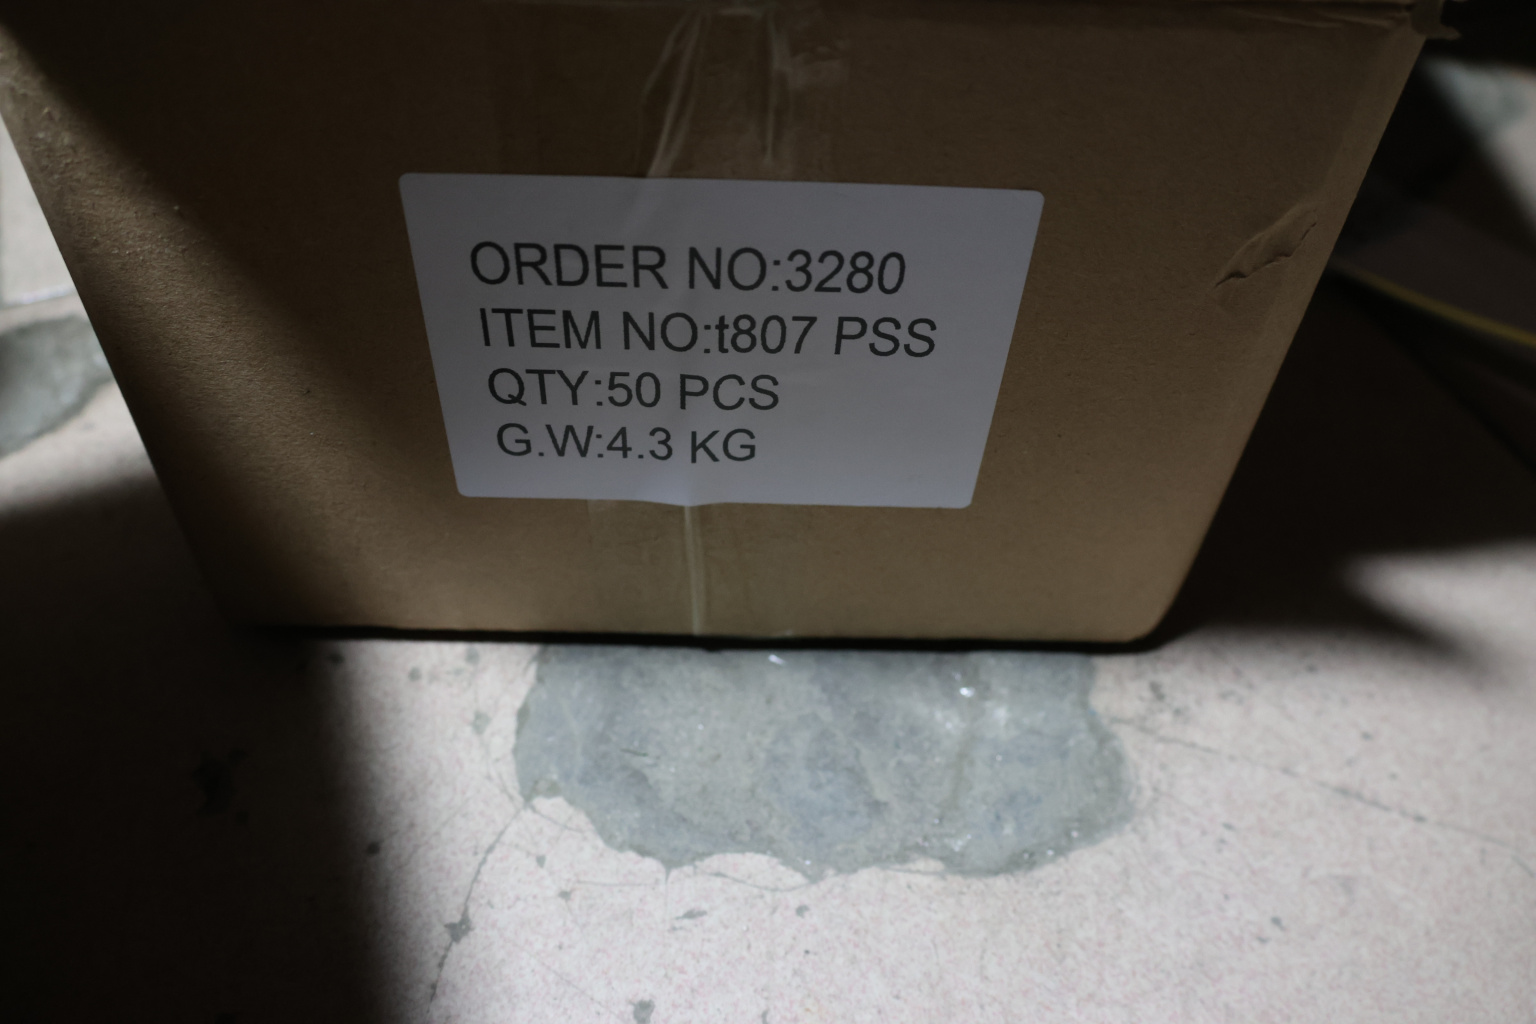 ORDER NO:3280
ITEM NO:t807 PSS
QTY:50 PCS
G.W:4.3 KG